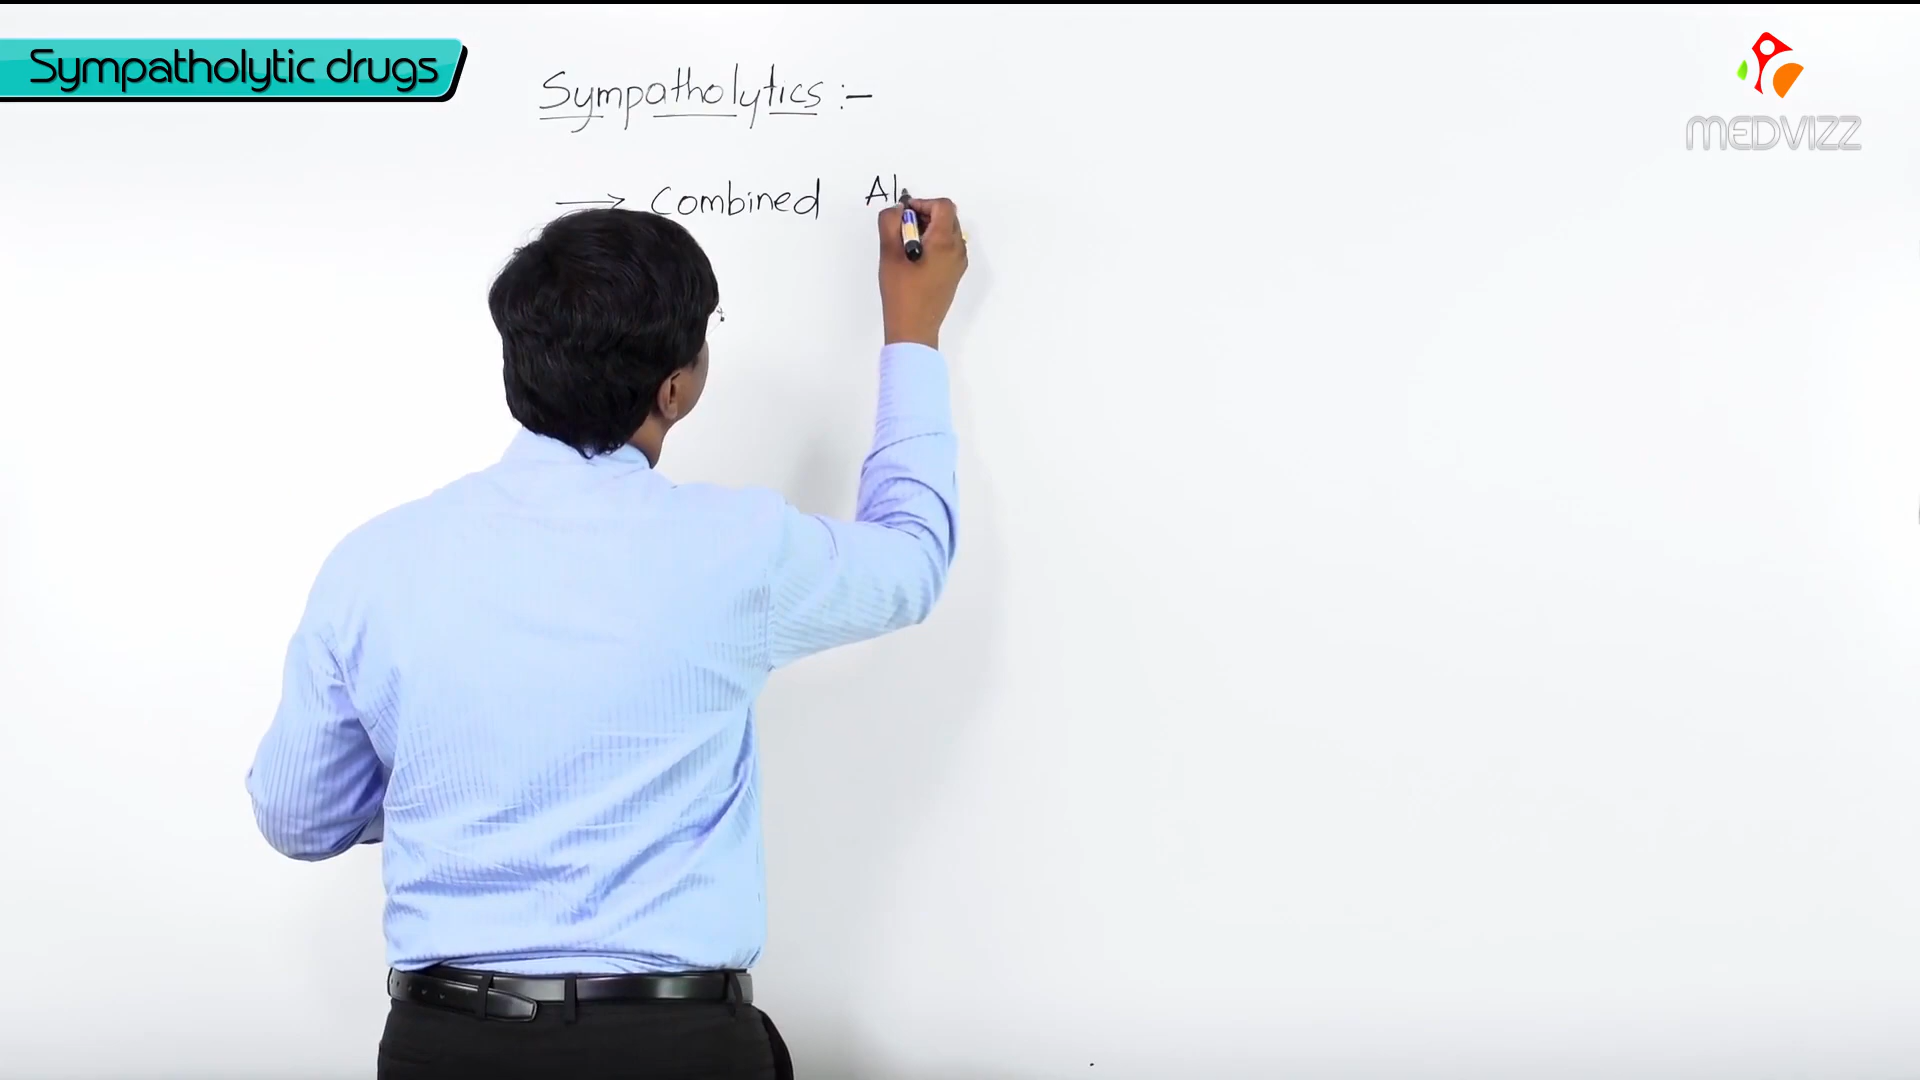 Sympatholytic drugs
Sympatholytics :-
MEDVIZZ
→ Combined Al